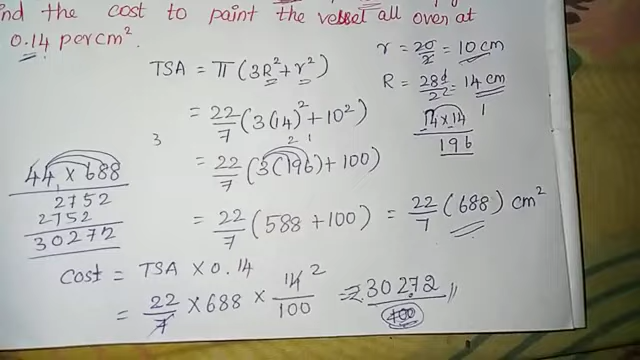 nd the cost to paint the vessel all over at
0.14 per cm²
TSA = π (3R² + r²)
r = 20/2 = 10 cm
R = 28/2 = 14 cm
= 22/7 (3(14)² + 10²)
14 x 14
196
3
= 22/7 (3(196) + 100)
44 x 688
2752
2752
30272
= 22/7 (588 + 100) = 22/7 (688) cm²
Cost = TSA x 0.14
= 22/7 x 688 x 14/100 = 30272/100
2